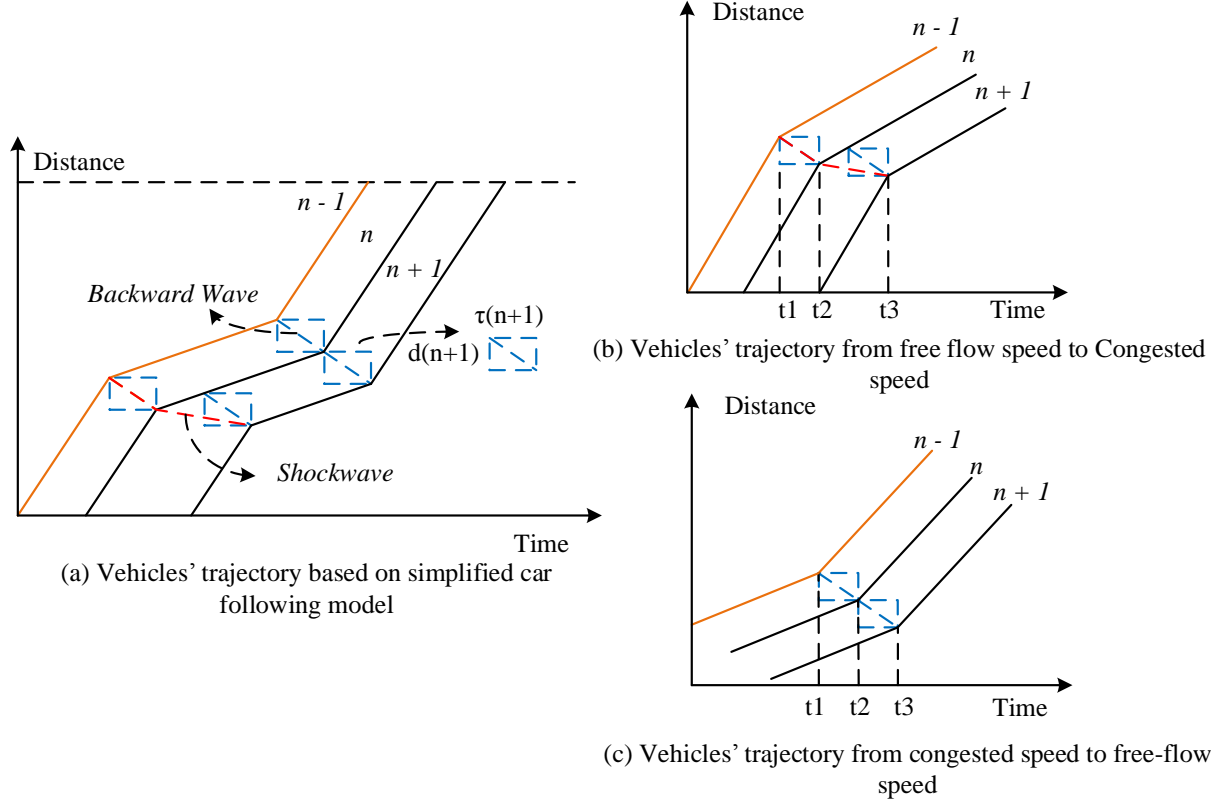 Distance
n - 1
n
n + 1
Backward Wave
τ(n+1)
d(n+1)
Shockwave
Time
(a) Vehicles’ trajectory based on simplified car
following model
Distance
n - 1
n
n + 1
t1
t2
t3
Time
(b) Vehicles’ trajectory from free flow speed to Congested
speed
Distance
n - 1
n
n + 1
t1
t2
t3
Time
(c) Vehicles’ trajectory from congested speed to free-flow
speed